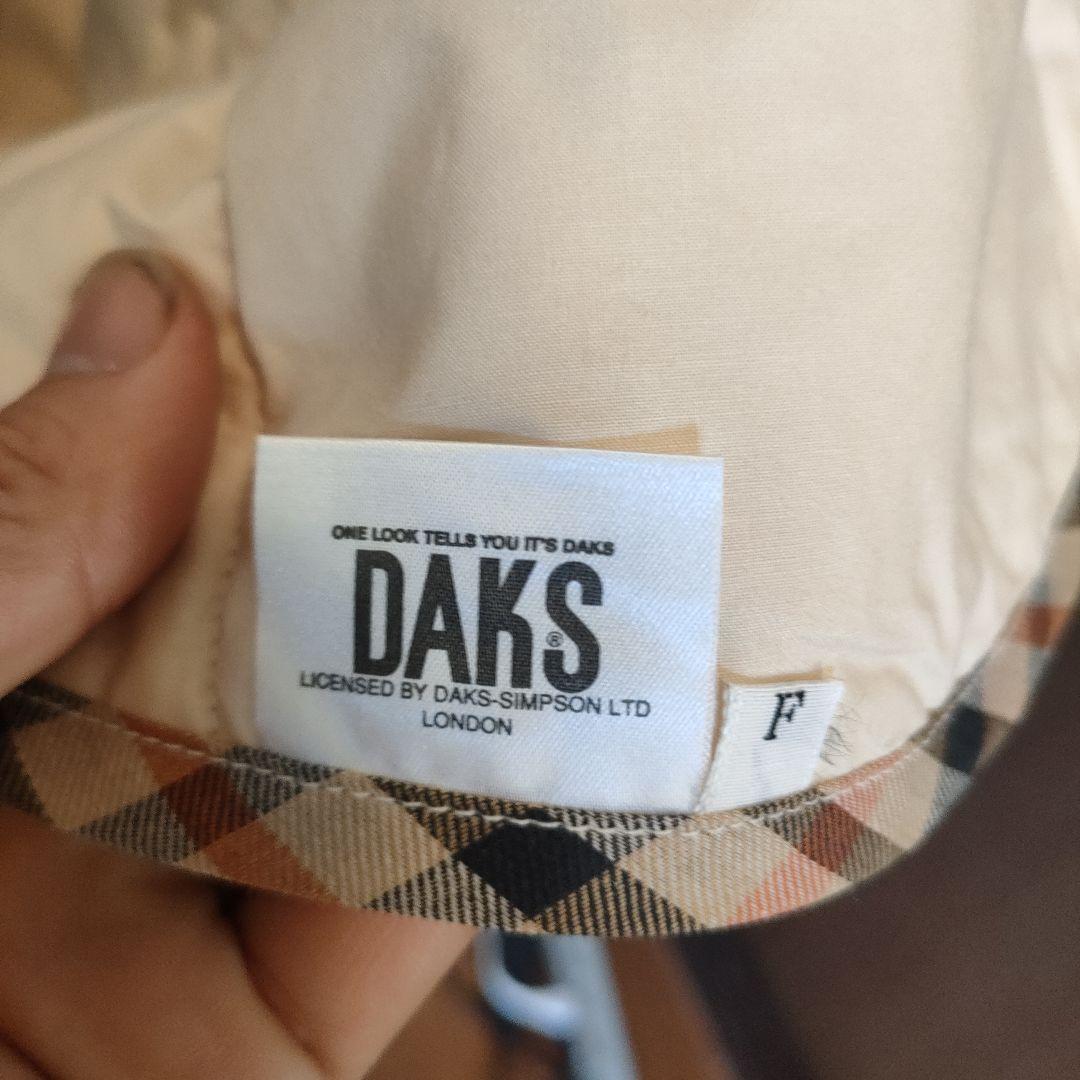 ONE LOOK TELLS YOU IT'S DAKS
DAKS®
LICENSED BY DAKS-SIMPSON LTD
LONDON
F